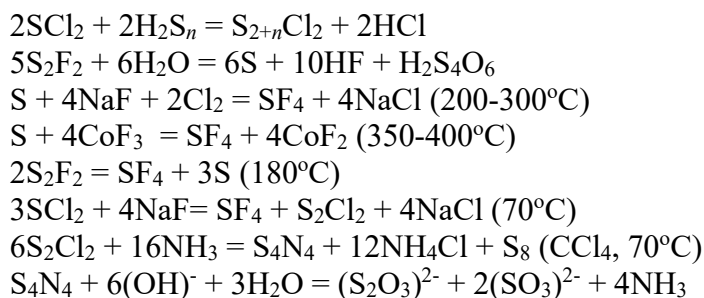 2SCl₂ + 2H₂Sₙ = S₂₊ₙCl₂ + 2HCl
5S₂F₂ + 6H₂O = 6S + 10HF + H₂S₄O₆
S + 4NaF + 2Cl₂ = SF₄ + 4NaCl (200-300ºC)
S + 4CoF₃ = SF₄ + 4CoF₂ (350-400ºC)
2S₂F₂ = SF₄ + 3S (180ºC)
3SCl₂ + 4NaF= SF₄ + S₂Cl₂ + 4NaCl (70ºC)
6S₂Cl₂ + 16NH₃ = S₄N₄ + 12NH₄Cl + S₈ (CCl₄, 70ºC)
S₄N₄ + 6(OH)⁻ + 3H₂O = (S₂O₃)²⁻ + 2(SO₃)²⁻ + 4NH₃